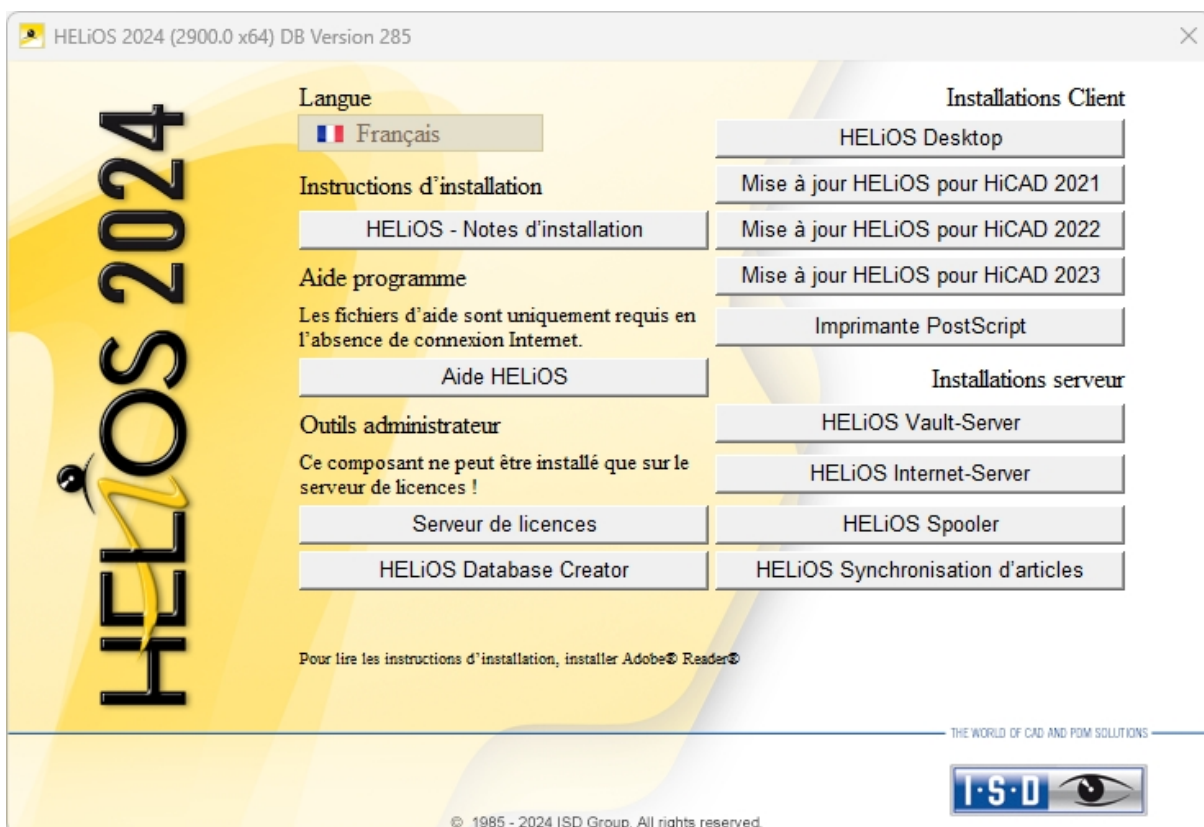 HELiOS 2024 (2900.0 x64) DB Version 285
HELiOS 2024
Langue
Français
Instructions d'installation
HELiOS - Notes d'installation
Aide programme
Les fichiers d'aide sont uniquement requis en
l'absence de connexion Internet.
Aide HELiOS
Outils administrateur
Ce composant ne peut être installé que sur le
serveur de licences !
Serveur de licences
HELiOS Database Creator
Pour lire les instructions d'installation, installer Adobe® Reader®
Installations Client
HELiOS Desktop
Mise à jour HELiOS pour HiCAD 2021
Mise à jour HELiOS pour HiCAD 2022
Mise à jour HELiOS pour HiCAD 2023
Imprimante PostScript
Installations serveur
HELiOS Vault-Server
HELiOS Internet-Server
HELiOS Spooler
HELiOS Synchronisation d'articles
THE WORLD OF CAD AND PDM SOLUTIONS
I·S·D
© 1985 - 2024 ISD Group. All rights reserved.